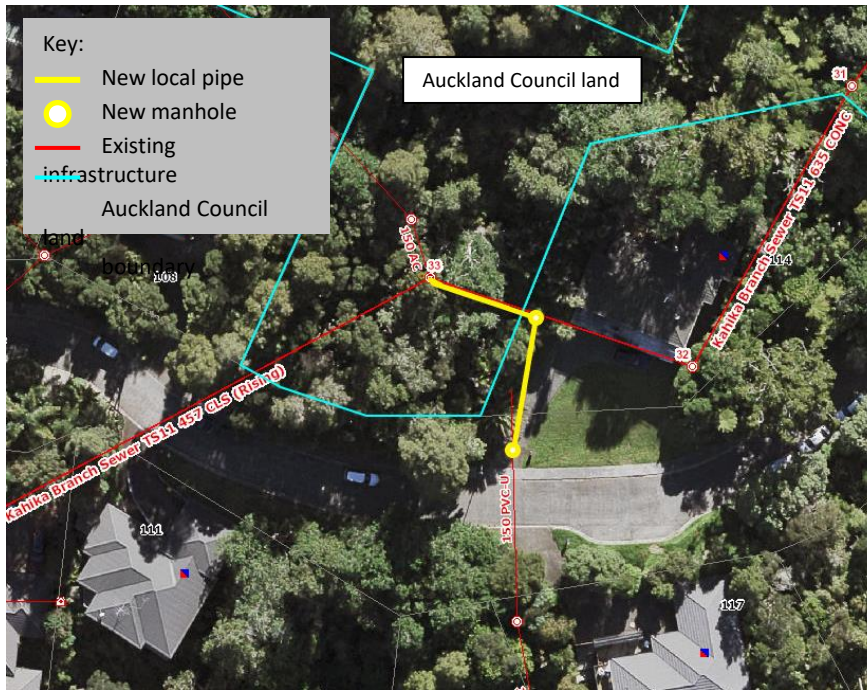 Key:
New local pipe
New manhole
Existing
infrastructure
Auckland Council
land
boundary
Auckland Council land
31
Kahika Branch Sewer TS11 635 CONC
114
150 AC
33
108
32
Kahika Branch Sewer TS11 457 CLS (Rising)
150 PVC-U
111
117